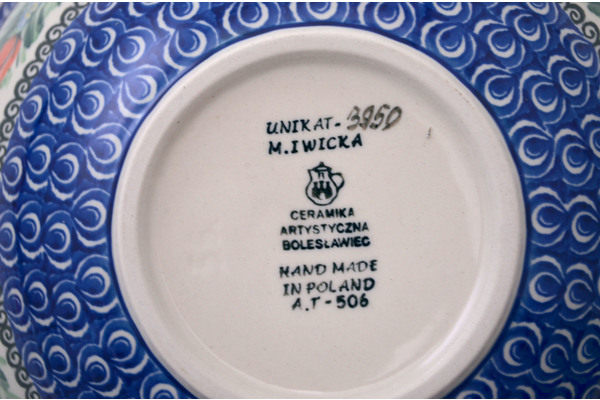 UNIKAT-3950
M.IWICKA
CERAMIKA
ARTYSTYCZNA
BOLESŁAWIEC
HAND MADE
IN POLAND
A.T-506